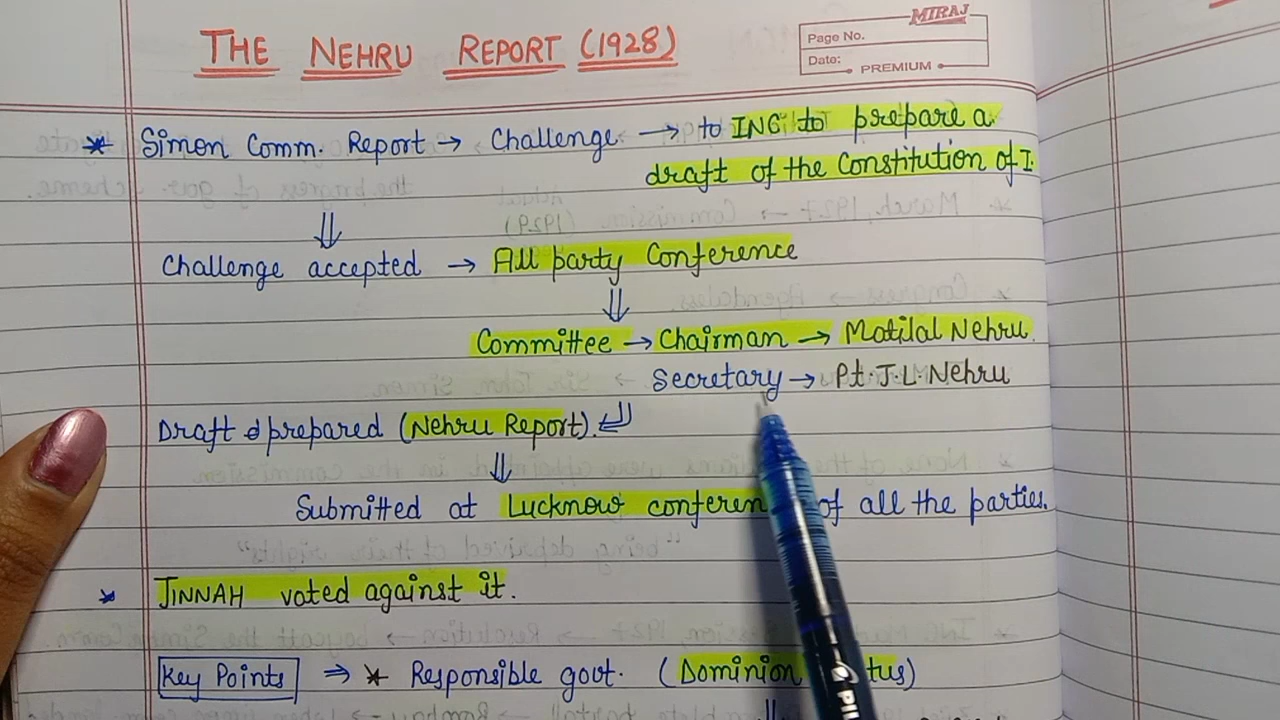 THE NEHRU REPORT (1928)
MIRAJ
Page No.
Date:
PREMIUM
* Simon Comm. Report → Challenge → to INC to prepare a
draft of the Constitution of I.
⇓
Challenge accepted → All party Conference
⇓
Committee → Chairman → Motilal Nehru.
Secretary → Pt. J. L. Nehru
Draft prepared (Nehru Report). ⇐
⇓
Submitted at Lucknow conferen of all the parties.
* JINNAH voted against it.
Key Points ⇒ * Responsible govt. (Dominion tus)